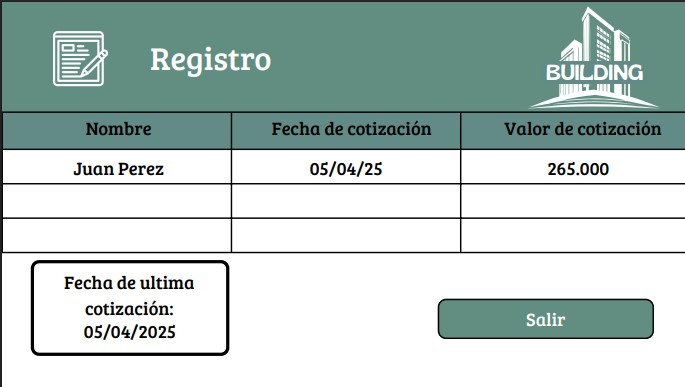 Registro
BUILDING
Nombre Fecha de cotización Valor de cotización
Juan Perez 05/04/25 265.000
Fecha de ultima
cotización:
05/04/2025
Salir